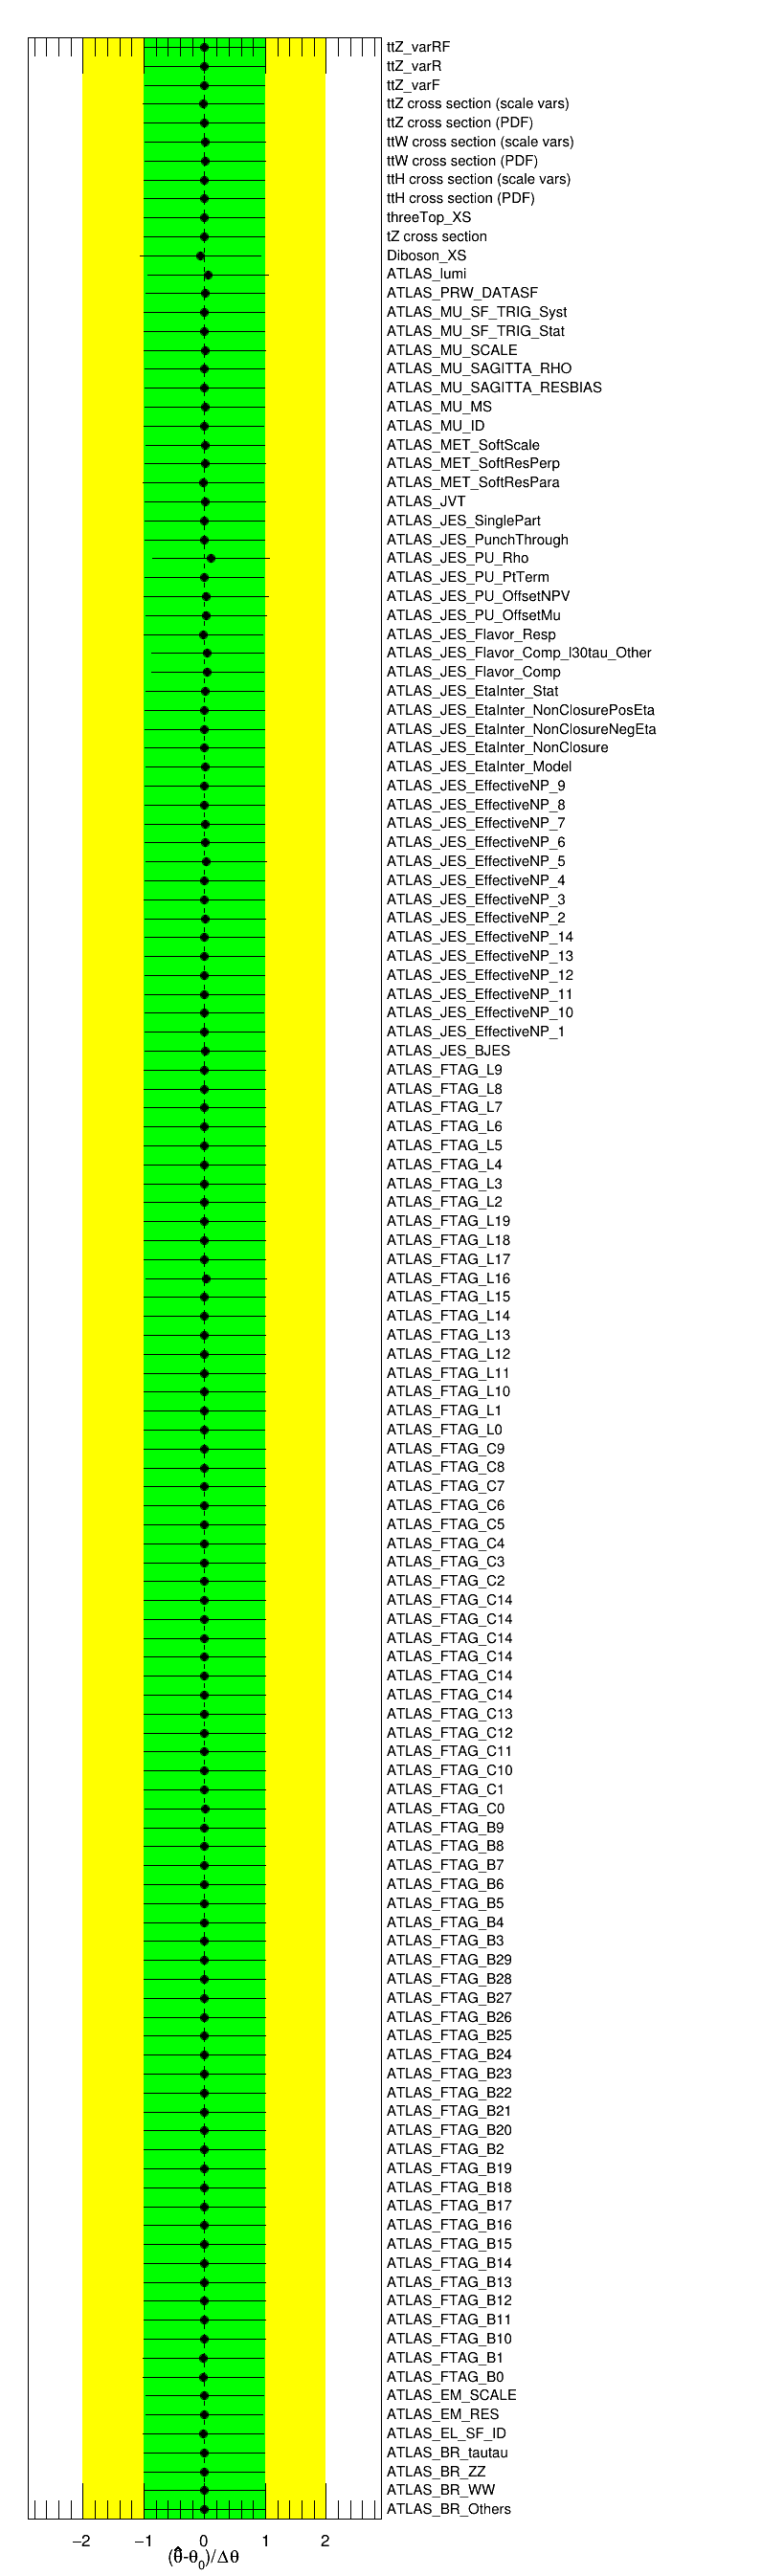 ttZ_varRF
ttZ_varR
ttZ_varF
ttZ cross section (scale vars)
ttZ cross section (PDF)
ttW cross section (scale vars)
ttW cross section (PDF)
ttH cross section (scale vars)
ttH cross section (PDF)
threeTop_XS
tZ cross section
Diboson_XS
ATLAS_lumi
ATLAS_PRW_DATASF
ATLAS_MU_SF_TRIG_Syst
ATLAS_MU_SF_TRIG_Stat
ATLAS_MU_SCALE
ATLAS_MU_SAGITTA_RHO
ATLAS_MU_SAGITTA_RESBIAS
ATLAS_MU_MS
ATLAS_MU_ID
ATLAS_MET_SoftScale
ATLAS_MET_SoftResPerp
ATLAS_MET_SoftResPara
ATLAS_JVT
ATLAS_JES_SinglePart
ATLAS_JES_PunchThrough
ATLAS_JES_PU_Rho
ATLAS_JES_PU_PtTerm
ATLAS_JES_PU_OffsetNPV
ATLAS_JES_PU_OffsetMu
ATLAS_JES_Flavor_Resp
ATLAS_JES_Flavor_Comp_l30tau_Other
ATLAS_JES_Flavor_Comp
ATLAS_JES_EtaInter_Stat
ATLAS_JES_EtaInter_NonClosurePosEta
ATLAS_JES_EtaInter_NonClosureNegEta
ATLAS_JES_EtaInter_NonClosure
ATLAS_JES_EtaInter_Model
ATLAS_JES_EffectiveNP_9
ATLAS_JES_EffectiveNP_8
ATLAS_JES_EffectiveNP_7
ATLAS_JES_EffectiveNP_6
ATLAS_JES_EffectiveNP_5
ATLAS_JES_EffectiveNP_4
ATLAS_JES_EffectiveNP_3
ATLAS_JES_EffectiveNP_2
ATLAS_JES_EffectiveNP_14
ATLAS_JES_EffectiveNP_13
ATLAS_JES_EffectiveNP_12
ATLAS_JES_EffectiveNP_11
ATLAS_JES_EffectiveNP_10
ATLAS_JES_EffectiveNP_1
ATLAS_JES_BJES
ATLAS_FTAG_L9
ATLAS_FTAG_L8
ATLAS_FTAG_L7
ATLAS_FTAG_L6
ATLAS_FTAG_L5
ATLAS_FTAG_L4
ATLAS_FTAG_L3
ATLAS_FTAG_L2
ATLAS_FTAG_L19
ATLAS_FTAG_L18
ATLAS_FTAG_L17
ATLAS_FTAG_L16
ATLAS_FTAG_L15
ATLAS_FTAG_L14
ATLAS_FTAG_L13
ATLAS_FTAG_L12
ATLAS_FTAG_L11
ATLAS_FTAG_L10
ATLAS_FTAG_L1
ATLAS_FTAG_L0
ATLAS_FTAG_C9
ATLAS_FTAG_C8
ATLAS_FTAG_C7
ATLAS_FTAG_C6
ATLAS_FTAG_C5
ATLAS_FTAG_C4
ATLAS_FTAG_C3
ATLAS_FTAG_C2
ATLAS_FTAG_C14
ATLAS_FTAG_C14
ATLAS_FTAG_C14
ATLAS_FTAG_C14
ATLAS_FTAG_C14
ATLAS_FTAG_C14
ATLAS_FTAG_C13
ATLAS_FTAG_C12
ATLAS_FTAG_C11
ATLAS_FTAG_C10
ATLAS_FTAG_C1
ATLAS_FTAG_C0
ATLAS_FTAG_B9
ATLAS_FTAG_B8
ATLAS_FTAG_B7
ATLAS_FTAG_B6
ATLAS_FTAG_B5
ATLAS_FTAG_B4
ATLAS_FTAG_B3
ATLAS_FTAG_B29
ATLAS_FTAG_B28
ATLAS_FTAG_B27
ATLAS_FTAG_B26
ATLAS_FTAG_B25
ATLAS_FTAG_B24
ATLAS_FTAG_B23
ATLAS_FTAG_B22
ATLAS_FTAG_B21
ATLAS_FTAG_B20
ATLAS_FTAG_B2
ATLAS_FTAG_B19
ATLAS_FTAG_B18
ATLAS_FTAG_B17
ATLAS_FTAG_B16
ATLAS_FTAG_B15
ATLAS_FTAG_B14
ATLAS_FTAG_B13
ATLAS_FTAG_B12
ATLAS_FTAG_B11
ATLAS_FTAG_B10
ATLAS_FTAG_B1
ATLAS_FTAG_B0
ATLAS_EM_SCALE
ATLAS_EM_RES
ATLAS_EL_SF_ID
ATLAS_BR_tautau
ATLAS_BR_ZZ
ATLAS_BR_WW
ATLAS_BR_Others
−2 −1 0 1 2
(θ̂-θ₀)/Δθ